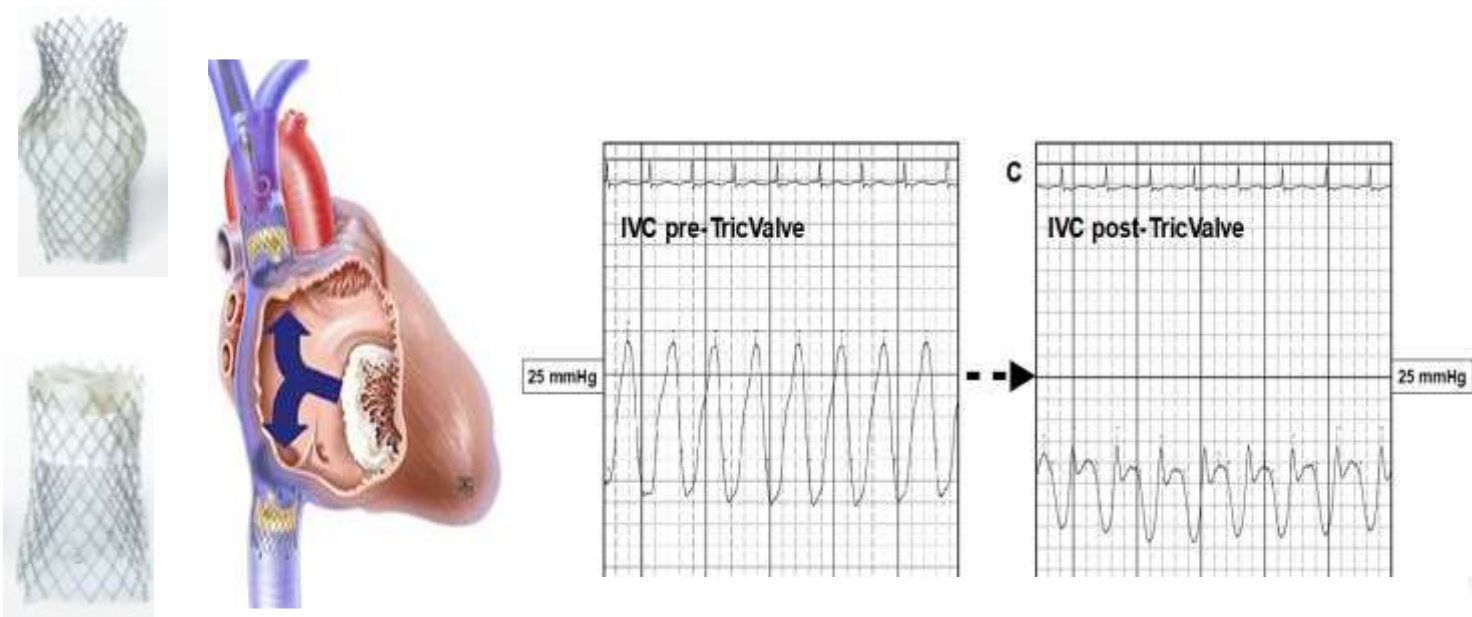 IVC pre-TricValve
25 mmHg
C
IVC post-TricValve
25 mmHg